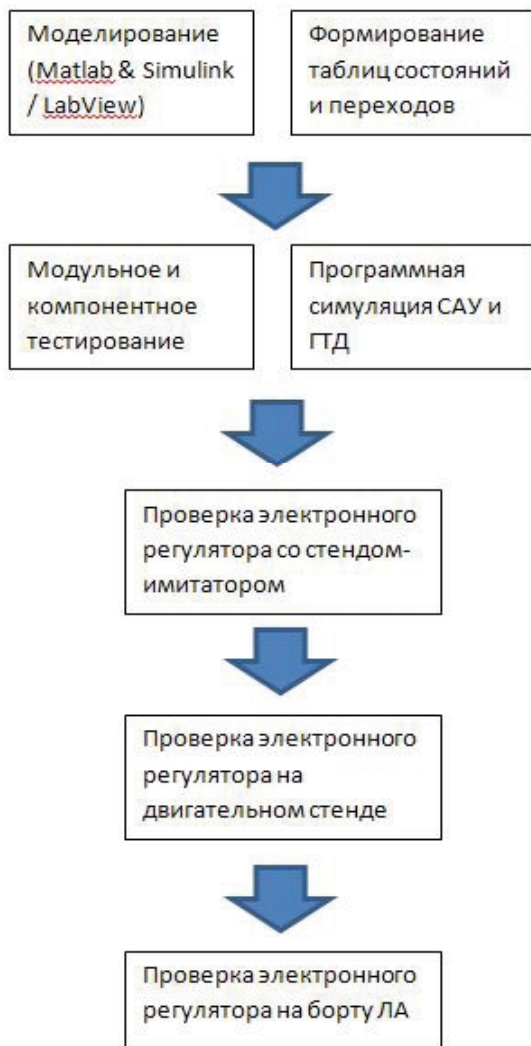 Моделирование
(Matlab & Simulink
/ LabView)
Формирование
таблиц состояний
и переходов
Модульное и
компонентное
тестирование
Программная
симуляция САУ и
ГТД
Проверка электронного
регулятора со стендом-
имитатором
Проверка электронного
регулятора на
двигательном стенде
Проверка электронного
регулятора на борту ЛА